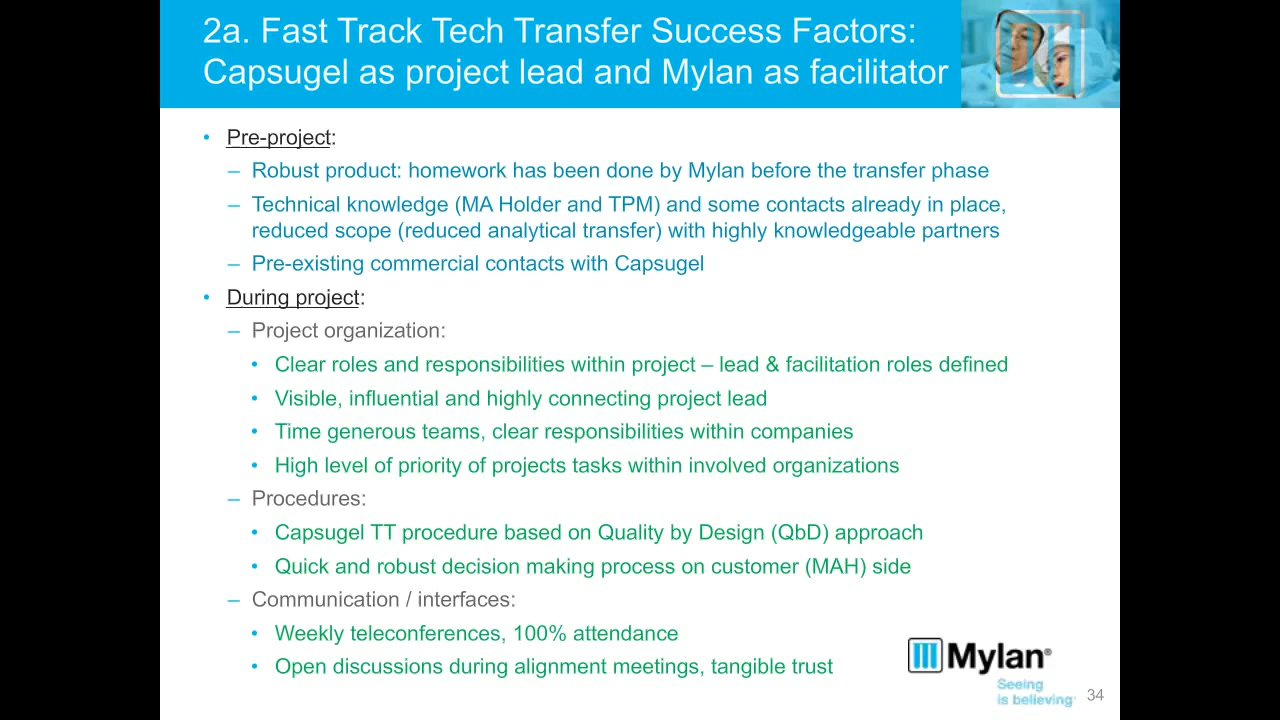 2a. Fast Track Tech Transfer Success Factors:
Capsugel as project lead and Mylan as facilitator
• Pre-project:
– Robust product: homework has been done by Mylan before the transfer phase
– Technical knowledge (MA Holder and TPM) and some contacts already in place,
reduced scope (reduced analytical transfer) with highly knowledgeable partners
– Pre-existing commercial contacts with Capsugel
• During project:
– Project organization:
• Clear roles and responsibilities within project – lead & facilitation roles defined
• Visible, influential and highly connecting project lead
• Time generous teams, clear responsibilities within companies
• High level of priority of projects tasks within involved organizations
– Procedures:
• Capsugel TT procedure based on Quality by Design (QbD) approach
• Quick and robust decision making process on customer (MAH) side
– Communication / interfaces:
• Weekly teleconferences, 100% attendance
• Open discussions during alignment meetings, tangible trust
Mylan®
Seeing
is believing
34